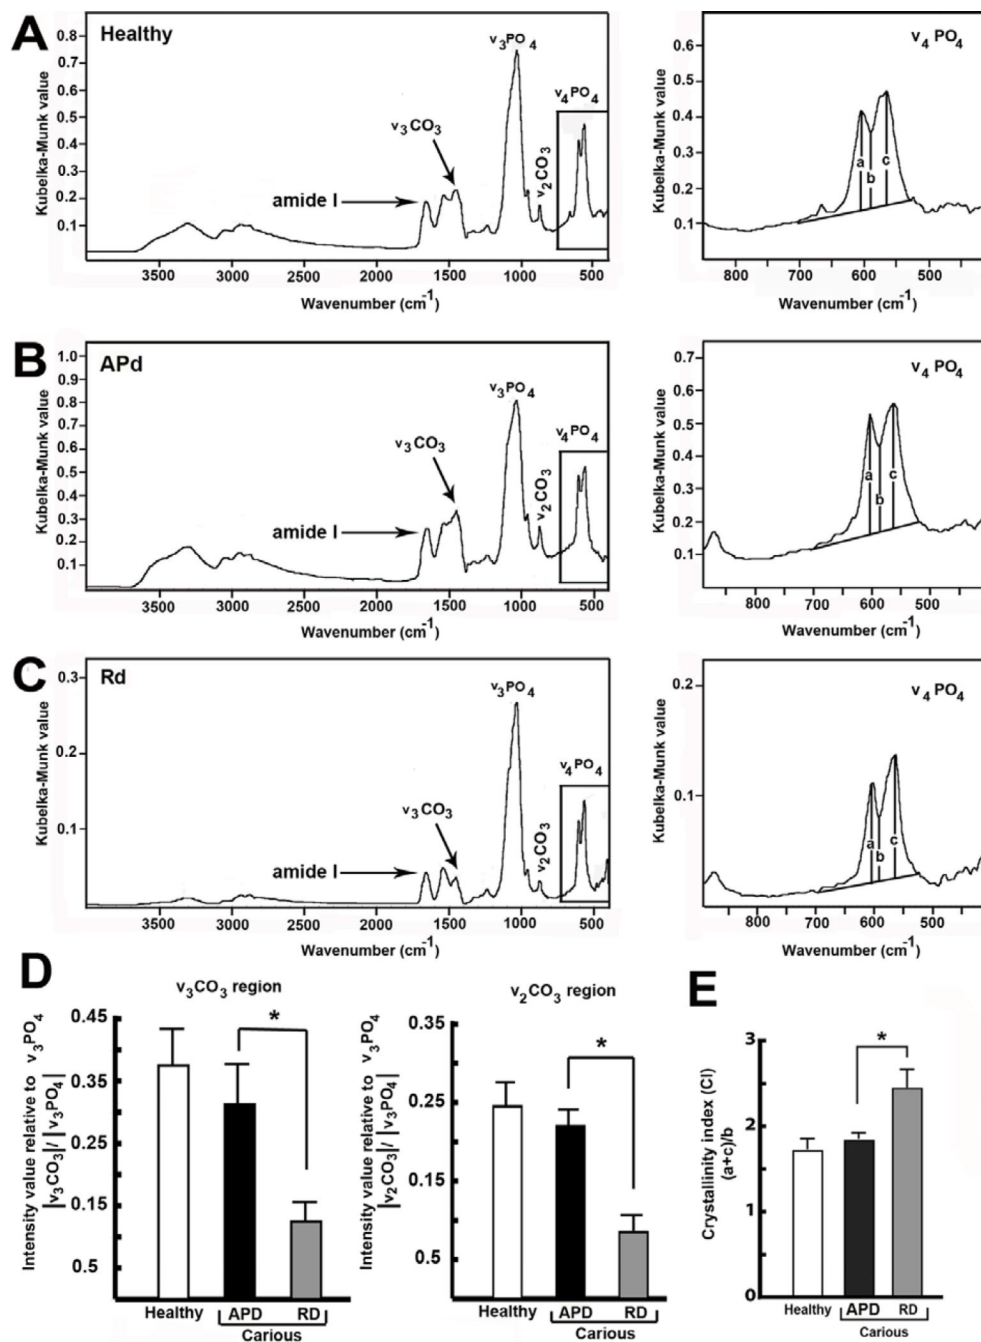 A
Healthy
Kubelka-Munk value
0.8
0.7
0.6
0.5
0.4
0.3
0.2
0.1
v3PO4
v4PO4
v3CO3
v2CO3
amide I
3500 3000 2500 2000 1500 1000 500
Wavenumber (cm-1)
v4 PO4
Kubelka-Munk value
0.6
0.5
0.4
0.3
0.2
0.1
a
b
c
800 700 600 500
Wavenumber (cm-1)
B
APd
Kubelka-Munk value
1.0
0.9
0.8
0.7
0.6
0.5
0.4
0.3
0.2
0.1
v3PO4
v4PO4
v3CO3
v2CO3
amide I
3500 3000 2500 2000 1500 1000 500
Wavenumber (cm-1)
v4 PO4
Kubelka-Munk value
0.7
0.6
0.5
0.4
0.3
0.2
0.1
a
b
c
800 700 600 500
Wavenumber (cm-1)
C
Rd
Kubelka-Munk value
0.3
0.2
0.1
v3PO4
v4PO4
v3CO3
v2CO3
amide I
3500 3000 2500 2000 1500 1000 500
Wavenumber (cm-1)
v4 PO4
Kubelka-Munk value
0.2
0.1
a
b
c
800 700 600 500
Wavenumber (cm-1)
D
v3CO3 region
Intensity value relative to v3PO4
|v3CO3|/ |v3PO4|
0.45
0.35
0.25
0.15
0.5
*
Healthy APD RD
Carious
v2CO3 region
Intensity value relative to v3PO4
|v2CO3|/ |v3PO4|
0.35
0.25
0.15
0.5
*
Healthy APD RD
Carious
E
Crystallinity index (CI)
(a+c)/b
3
2
1
0
*
Healthy APD RD
Carious